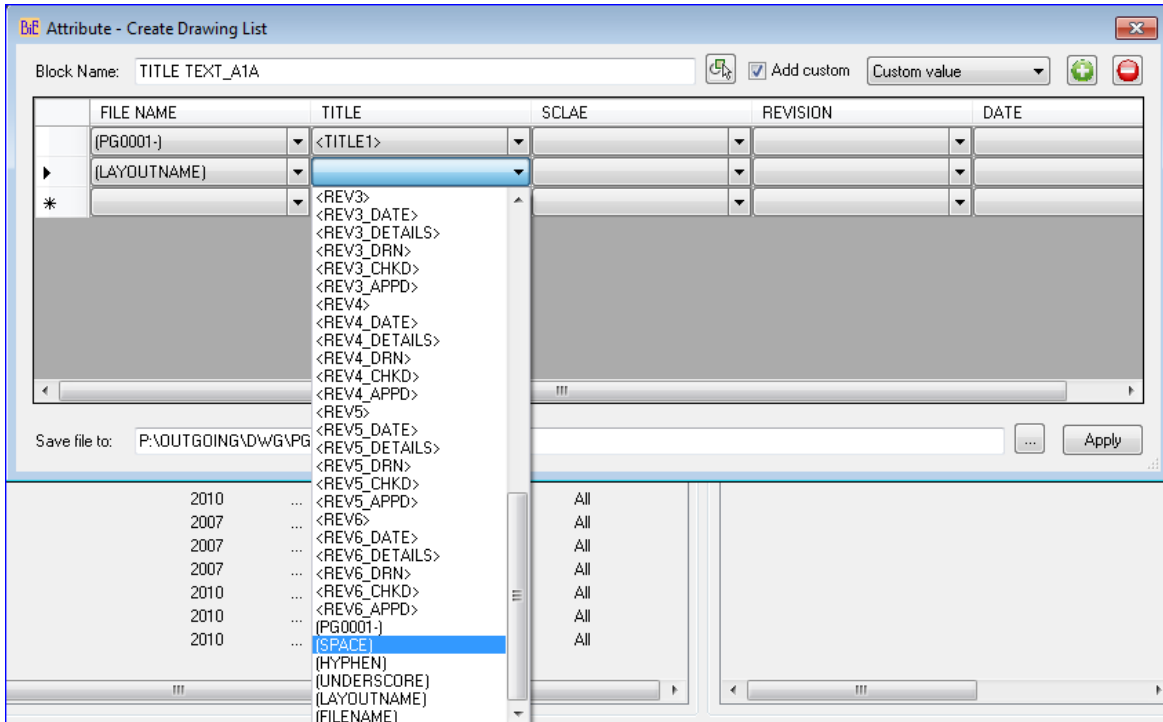 BiE Attribute - Create Drawing List
Block Name: TITLE TEXT_A1A Add custom Custom value
FILE NAME TITLE SCLAE REVISION DATE
(PG0001-) <TITLE1>
(LAYOUTNAME)
<REV3>
<REV3_DATE>
<REV3_DETAILS>
<REV3_DRN>
<REV3_CHKD>
<REV3_APPD>
<REV4>
<REV4_DATE>
<REV4_DETAILS>
<REV4_DRN>
<REV4_CHKD>
<REV4_APPD>
<REV5>
<REV5_DATE>
<REV5_DETAILS>
<REV5_DRN>
<REV5_CHKD>
<REV5_APPD>
<REV6>
<REV6_DATE>
<REV6_DETAILS>
<REV6_DRN>
<REV6_CHKD>
<REV6_APPD>
(PG0001-)
(SPACE)
(HYPHEN)
(UNDERSCORE)
(LAYOUTNAME)
(FILENAME)
Save file to: P:\OUTGOING\DWG\PG ... Apply
2010 ... All
2007 ... All
2007 ... All
2007 ... All
2010 ... All
2010 ... All
2010 ... All